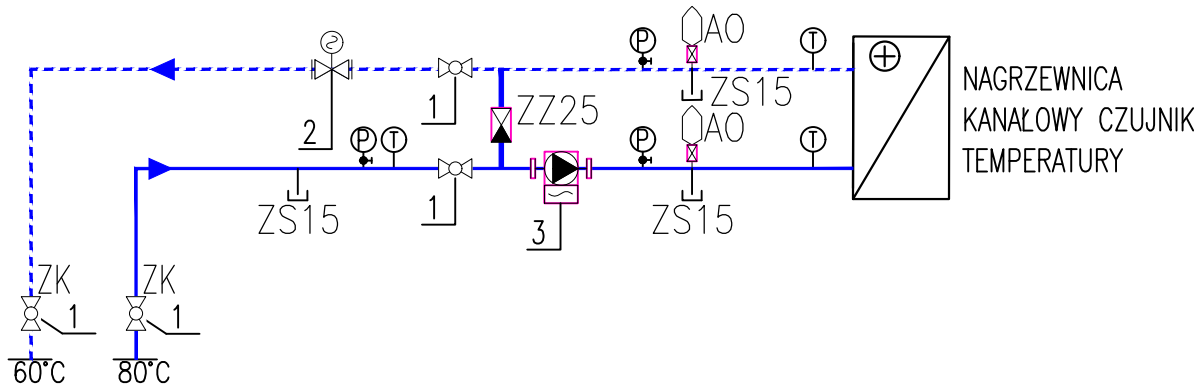 AO
P
T
ZS15
1
2
ZZ25
NAGRZEWNICA
KANAŁOWY CZUJNIK
TEMPERATURY
P
T
AO
P
T
ZS15
1
3
ZS15
ZK
1
ZK
1
60°C
80°C